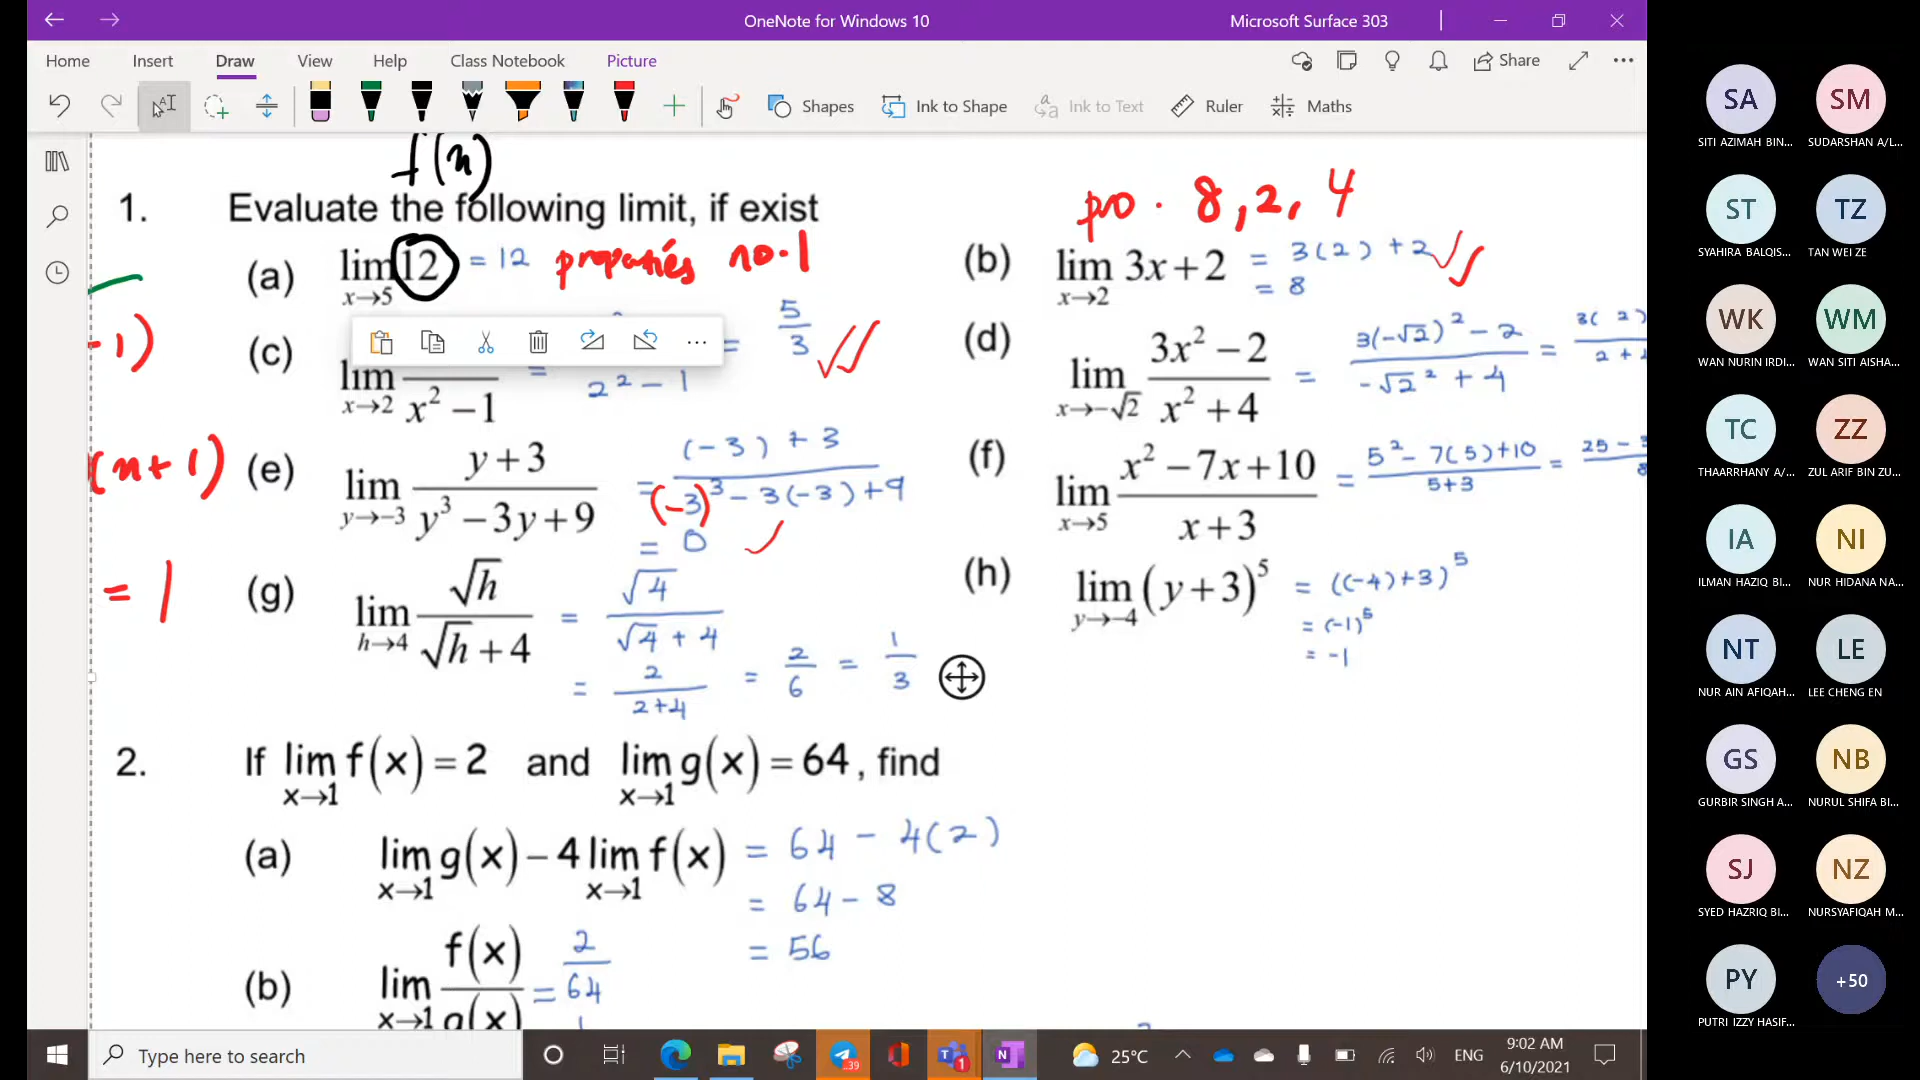 OneNote for Windows 10
Microsoft Surface 303
Home Insert Draw View Help Class Notebook Picture
Share
Shapes Ink to Shape Ink to Text Ruler Maths
f(x)
1. Evaluate the following limit, if exist
pro. 8, 2, 4
(a) lim x→5 12 = 12 properties no. 1
(b) lim x→2 3x+2 = 3(2) +2
= 8
-1)
(c) lim x→2 x² −1
= 2² − 1 = 5/3
(d) lim x→−√2 (3x² −2)/(x² +4) = (3(-√2)² − 2)/(-√2² + 4) =
(x+1)
(e) lim y→−3 (y+3)/(y³ −3y+9) = ((-3) + 3)/((-3)³ − 3(-3) +9)
= 0
(f) lim x→5 (x² −7x+10)/(x+3) = (5² − 7(5)+10)/(5+3) =
= 1
(g) lim h→4 √h/(√h +4) = √4/(√4 + 4)
= 2/(2+4) = 2/6 = 1/3
(h) lim y→−4 (y+3)⁵ = ((-4)+3)⁵
= (-1)⁵
= -1
2. If lim x→1 f(x) = 2 and lim x→1 g(x) = 64, find
(a) lim x→1 g(x) − 4 lim x→1 f(x) = 64 − 4(2)
= 64 − 8
= 56
(b) lim x→1 f(x)/g(x) = 2/64
SA SM
SITI AZIMAH BIN... SUDARSHAN A/L...
ST TZ
SYAHIRA BALQIS... TAN WEI ZE
WK WM
WAN NURIN IRDI... WAN SITI AISHA...
TC ZZ
THAARRHANY A/... ZUL ARIF BIN ZU...
IA NI
ILMAN HAZIQ BI... NUR HIDANA NA...
NT LE
NUR AIN AFIQAH... LEE CHENG EN
GS NB
GURBIR SINGH A... NURUL SHIFA BI...
SJ NZ
SYED HAZRIQ BI... NURSYAFIQAH M...
PY +50
PUTRI IZZY HASIF...
Type here to search
39
1
25°C
ENG
9:02 AM
6/10/2021